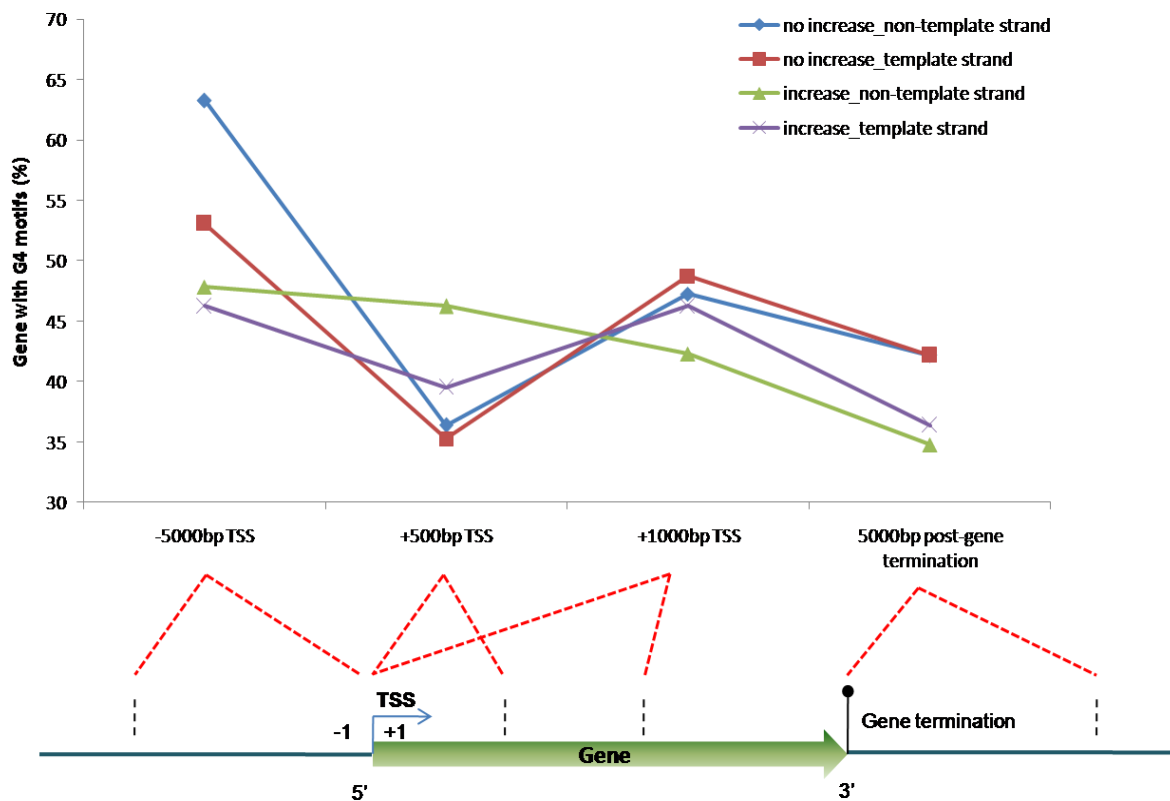 70
65
60
55
50
45
40
35
30
Gene with G4 motifs (%)
no increase_non-template strand
no increase_template strand
increase_non-template strand
increase_template strand
-5000bp TSS
+500bp TSS
+1000bp TSS
5000bp post-gene
termination
TSS
-1
+1
Gene termination
Gene
5'
3'